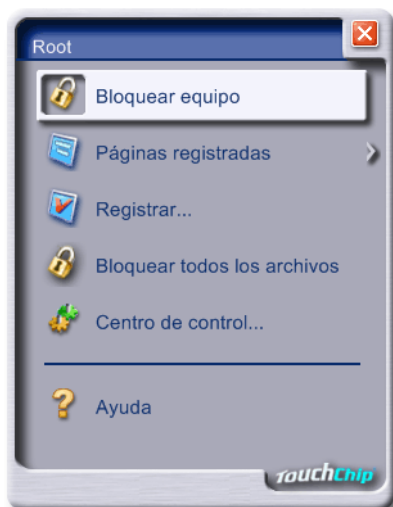 Root
Bloquear equipo
Páginas registradas
Registrar...
Bloquear todos los archivos
Centro de control...
Ayuda
TouchChip